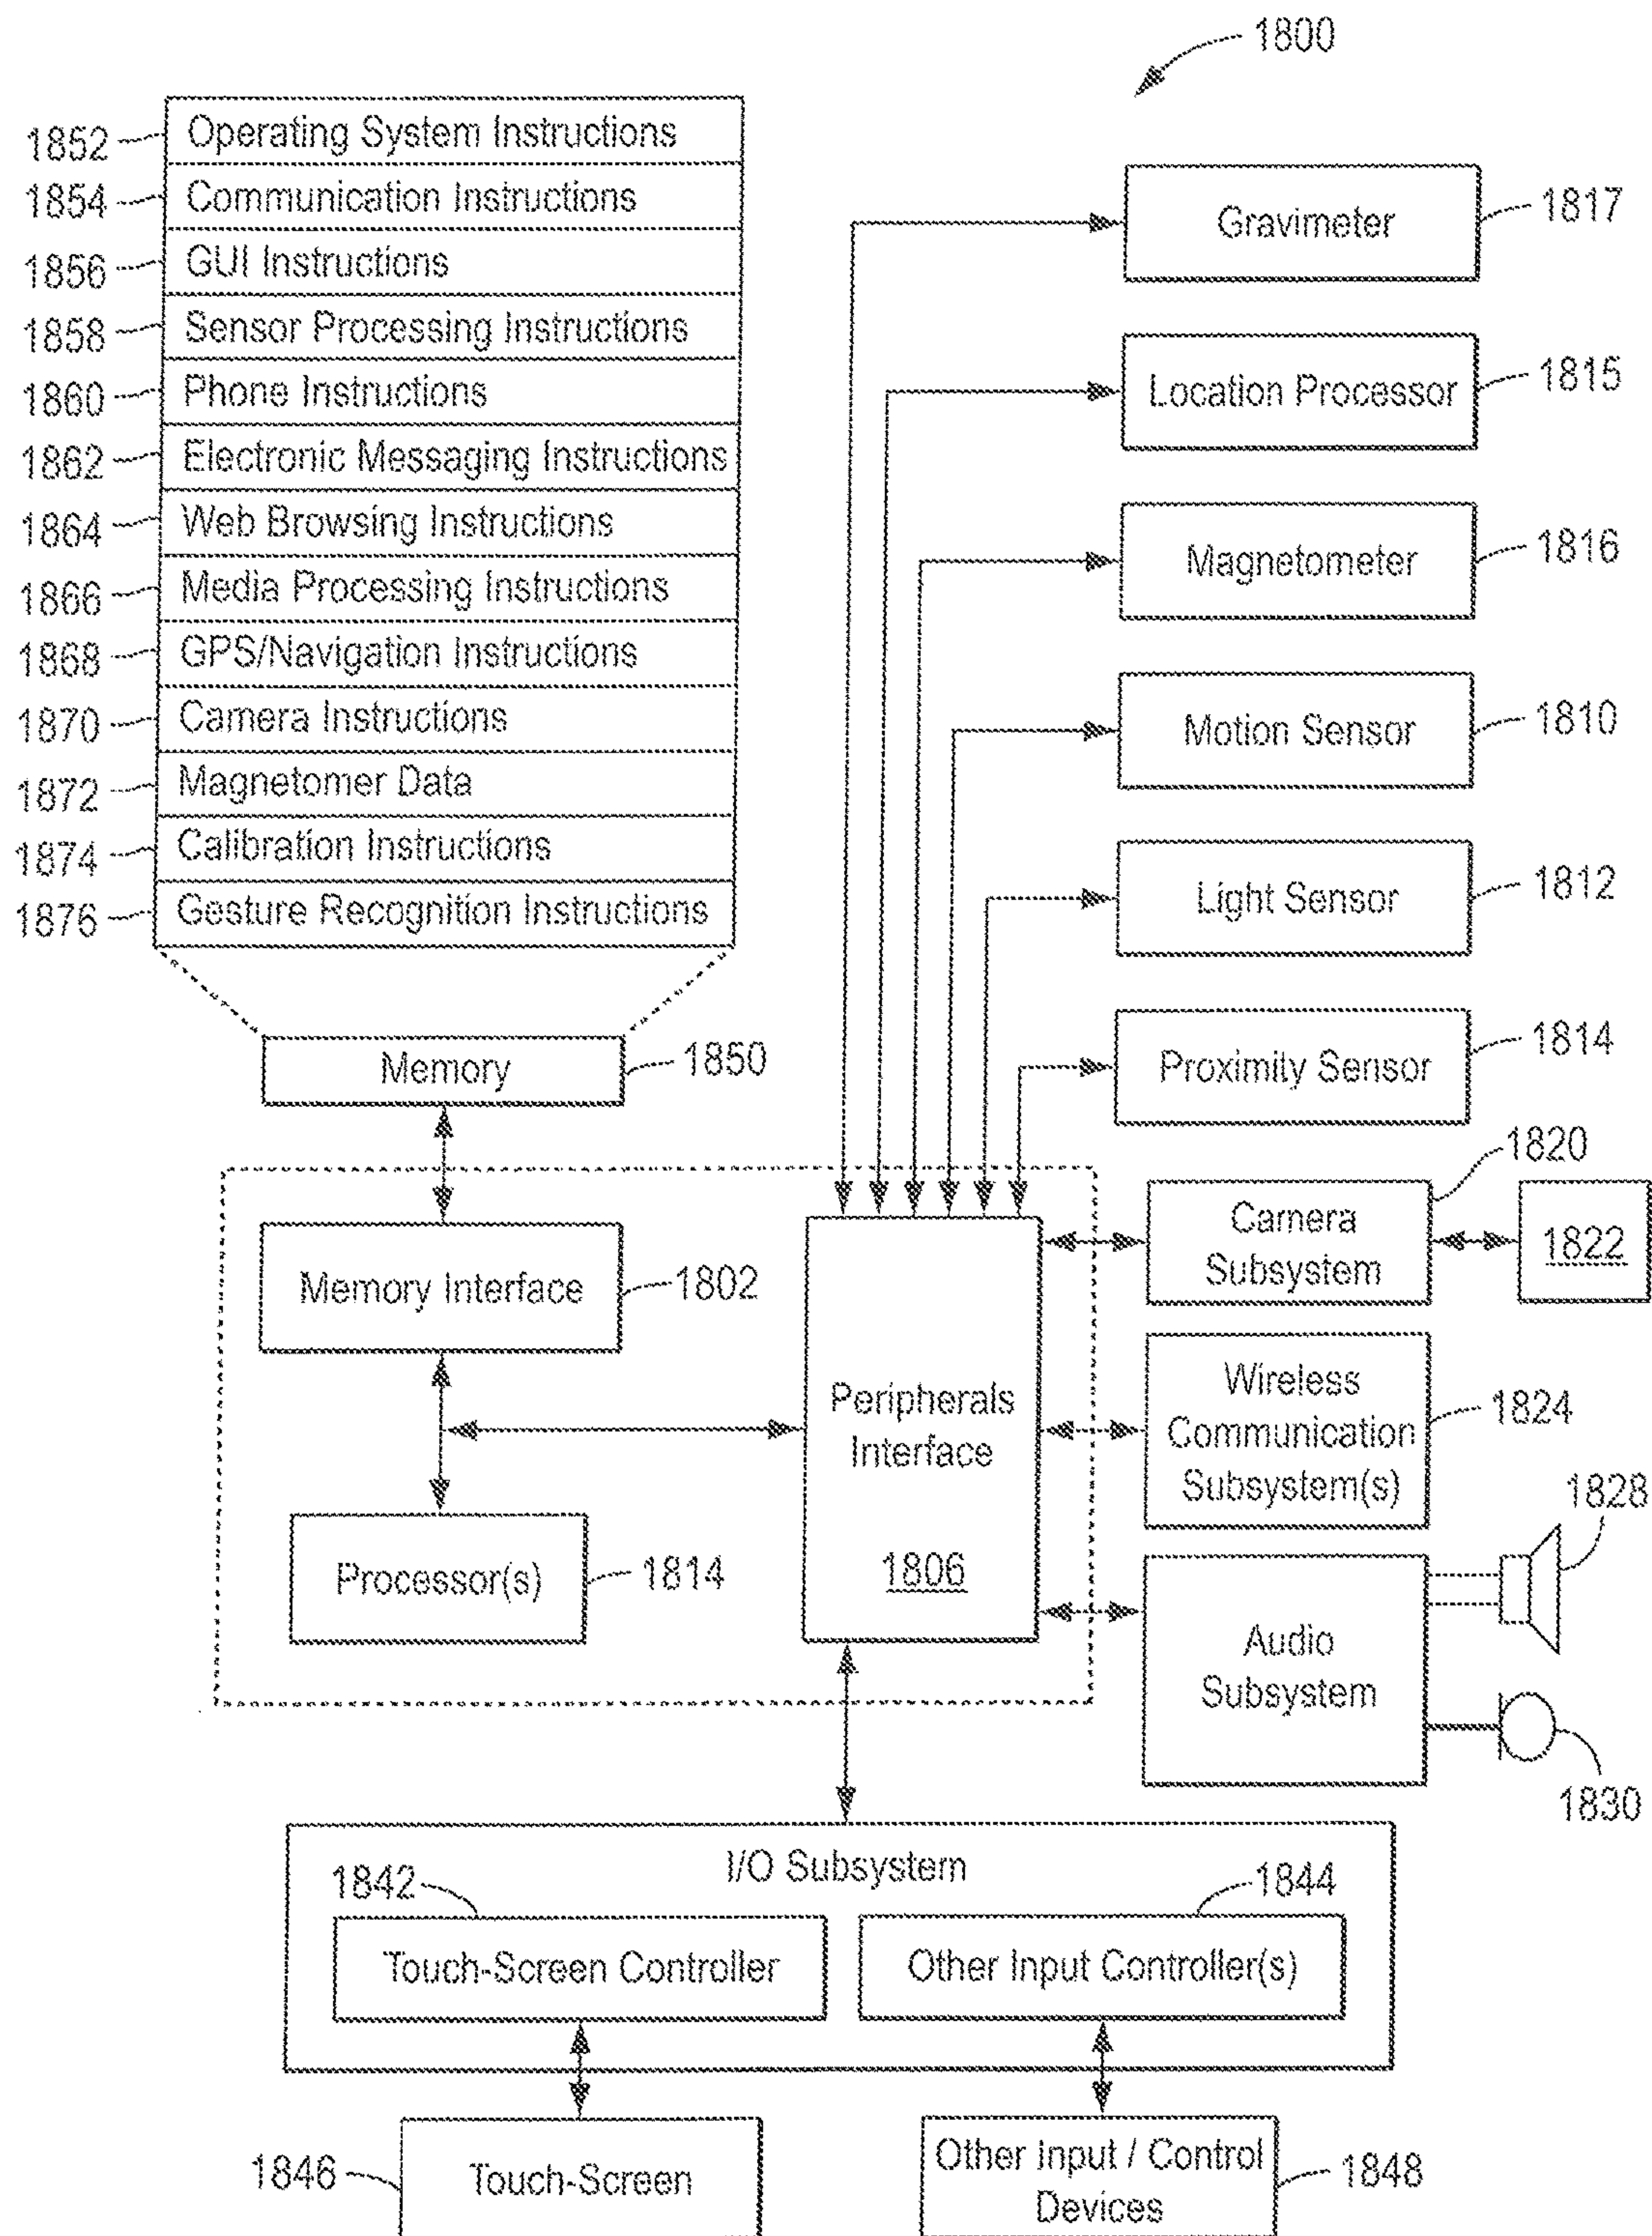 1800
1852 Operating System Instructions
1854 Communication Instructions
1856 GUI Instructions
1858 Sensor Processing Instructions
1860 Phone Instructions
1862 Electronic Messaging Instructions
1864 Web Browsing Instructions
1866 Media Processing Instructions
1868 GPS/Navigation Instructions
1870 Camera Instructions
1872 Magnetomer Data
1874 Calibration Instructions
1876 Gesture Recognition Instructions
Memory 1850
Gravimeter 1817
Location Processor 1815
Magnetometer 1816
Motion Sensor 1810
Light Sensor 1812
Proximity Sensor 1814
Memory Interface 1802
Processor(s) 1814
Peripherals
Interface
1806
1820
Camera
Subsystem
1822
Wireless
Communication
Subsystem(s)
1824
Audio
Subsystem
1828
1830
I/O Subsystem
1842
Touch-Screen Controller
1844
Other Input Controller(s)
1846 Touch-Screen
Other Input / Control
Devices
1848